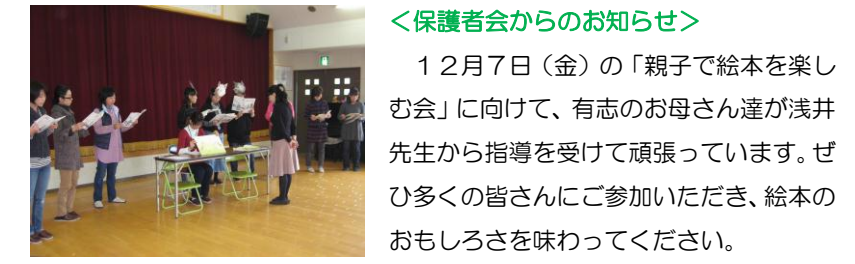 ＜保護者会からのお知らせ＞
　１２月７日（金）の「親子で絵本を楽し
む会」に向けて、有志のお母さん達が浅井
先生から指導を受けて頑張っています。ぜ
ひ多くの皆さんにご参加いただき、絵本の
おもしろさを味わってください。